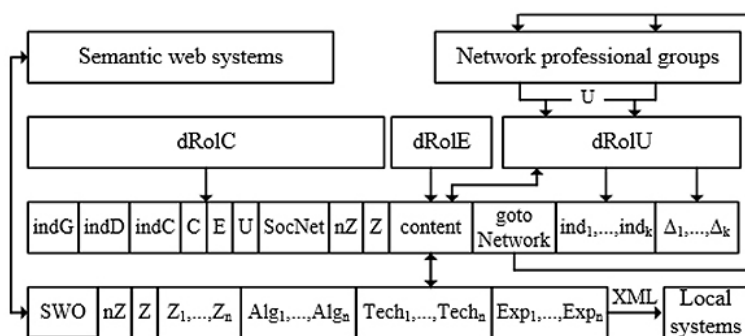 Semantic web systems
Network professional groups
U
dRolC
dRolE
dRolU
indG indD indC C E U SocNet nZ Z content goto Network ind₁,...,indₖ Δ₁,...,Δₖ
SWO nZ Z Z₁,...,Zₙ Alg₁,...,Algₙ Tech₁,...,Techₙ Exp₁,...,Expₙ XML Local systems